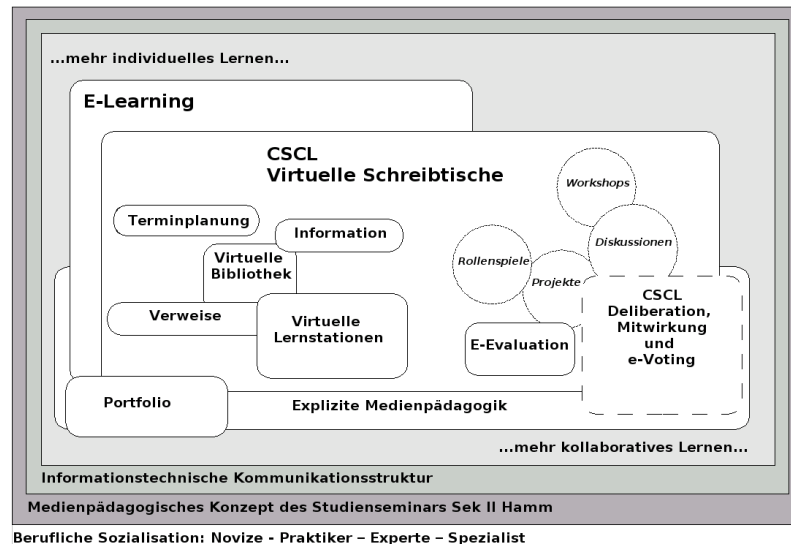 ...mehr individuelles Lernen...
E-Learning
CSCL
Virtuelle Schreibtische
Workshops
Terminplanung
Information
Diskussionen
Virtuelle
Bibliothek
Rollenspiele
Projekte
CSCL
Deliberation,
Mitwirkung
und
e-Voting
Verweise
Virtuelle
Lernstationen
E-Evaluation
Portfolio
Explizite Medienpädagogik
...mehr kollaboratives Lernen...
Informationstechnische Kommunikationsstruktur
Medienpädagogisches Konzept des Studienseminars Sek II Hamm
Berufliche Sozialisation: Novize - Praktiker – Experte – Spezialist